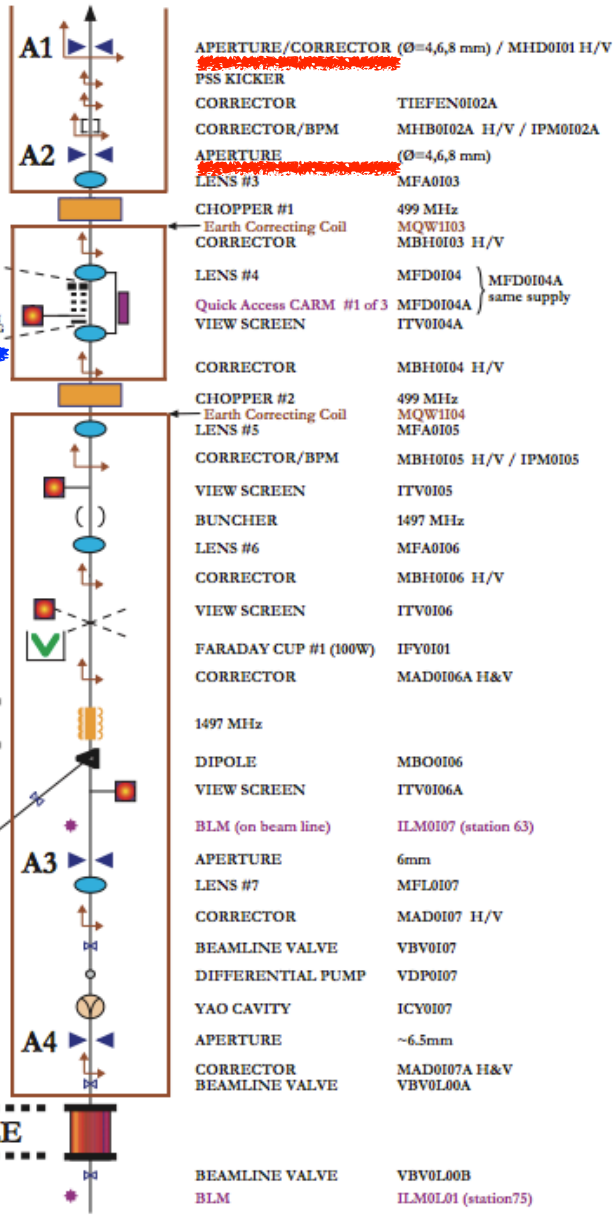 A1 APERTURE/CORRECTOR (Ø=4,6,8 mm) / MHD0I01 H/V
PSS KICKER
CORRECTOR TIEFEN0I02A
CORRECTOR/BPM MHB0I02A H/V / IPM0I02A
A2 APERTURE (Ø=4,6,8 mm)
LENS #3 MFA0I03
CHOPPER #1 499 MHz
Earth Correcting Coil MQW1I03
CORRECTOR MBH0I03 H/V
LENS #4 MFD0I04
MFD0I04A
same supply
Quick Access CARM #1 of 3 MFD0I04A
VIEW SCREEN ITV0I04A
CORRECTOR MBH0I04 H/V
CHOPPER #2 499 MHz
Earth Correcting Coil MQW1I04
LENS #5 MFA0I05
CORRECTOR/BPM MBH0I05 H/V / IPM0I05
VIEW SCREEN ITV0I05
BUNCHER 1497 MHz
LENS #6 MFA0I06
CORRECTOR MBH0I06 H/V
VIEW SCREEN ITV0I06
FARADAY CUP #1 (100W) IFY0I01
CORRECTOR MAD0I06A H&V
1497 MHz
DIPOLE MBO0I06
VIEW SCREEN ITV0I06A
BLM (on beam line) ILM0I07 (station 63)
A3 APERTURE 6mm
LENS #7 MFL0I07
CORRECTOR MAD0I07 H/V
BEAMLINE VALVE VBV0I07
DIFFERENTIAL PUMP VDP0I07
YAO CAVITY ICY0I07
A4 APERTURE ~6.5mm
CORRECTOR MAD0I07A H&V
BEAMLINE VALVE VBV0L00A
E
BEAMLINE VALVE VBV0L00B
BLM ILM0L01 (station75)